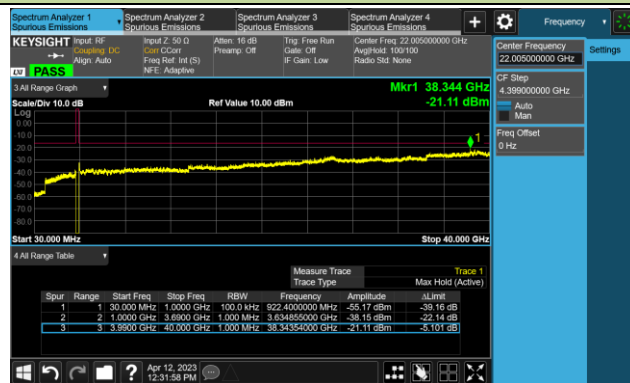 Spectrum Analyzer 1
Spurious Emissions
Spectrum Analyzer 2
Spurious Emissions
Spectrum Analyzer 3
Spurious Emissions
Spectrum Analyzer 4
Spurious Emissions
Frequency
KEYSIGHT
Input: RF
Coupling: DC
Align: Auto
Input Z: 50 Ω
Corr CCorr
Freq Ref: Int (S)
NFE: Adaptive
Atten: 16 dB
Preamp: Off
Trig: Free Run
Gate: Off
IF Gain: Low
Center Freq: 22.005000000 GHz
Avg|Hold: 100/100
Radio Std: None
LXI PASS
Center Frequency
22.005000000 GHz
Settings
CF Step
4.399000000 GHz
Auto
Man
Freq Offset
0 Hz
3 All Range Graph
Mkr1 38.344 GHz
Scale/Div 10.0 dB
Ref Value 10.00 dBm
-21.11 dBm
Log
0.00
-10.0
-20.0
-30.0
-40.0
-50.0
-60.0
-70.0
-80.0
1
Start 30.000 MHz
Stop 40.000 GHz
4 All Range Table
Measure Trace Trace 1
Trace Type Max Hold (Active)
Spur Range Start Freq Stop Freq RBW Frequency Amplitude ΔLimit
1 1 30.000 MHz 1.0000 GHz 100.0 kHz 922.4000000 MHz -55.17 dBm -39.16 dB
2 2 1.0000 GHz 3.6900 GHz 1.000 MHz 3.634855000 GHz -38.15 dBm -22.14 dB
3 3 3.9900 GHz 40.000 GHz 1.000 MHz 38.34354000 GHz -21.11 dBm -5.101 dB
Apr 12, 2023
12:31:58 PM